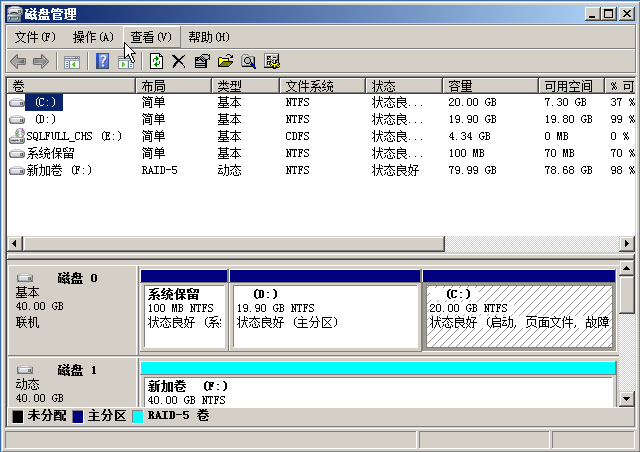 磁盘管理
文件(F) 操作(A) 查看(V) 帮助(H)
卷 布局 类型 文件系统 状态 容量 可用空间 % 可
(C:) 简单 基本 NTFS 状态良... 20.00 GB 7.30 GB 37 %
(D:) 简单 基本 NTFS 状态良... 19.90 GB 19.80 GB 99 %
SQLFULL_CHS (E:) 简单 基本 CDFS 状态良... 4.34 GB 0 MB 0 %
系统保留 简单 基本 NTFS 状态良... 100 MB 70 MB 70 %
新加卷 (F:) RAID-5 动态 NTFS 状态良好 79.99 GB 78.68 GB 98 %
磁盘 0
基本
40.00 GB
联机
系统保留
100 MB NTFS
状态良好 (系
(D:)
19.90 GB NTFS
状态良好 (主分区)
(C:)
20.00 GB NTFS
状态良好 (启动, 页面文件, 故障
磁盘 1
动态
40.00 GB
新加卷 (F:)
40.00 GB NTFS
未分配 主分区 RAID-5 卷